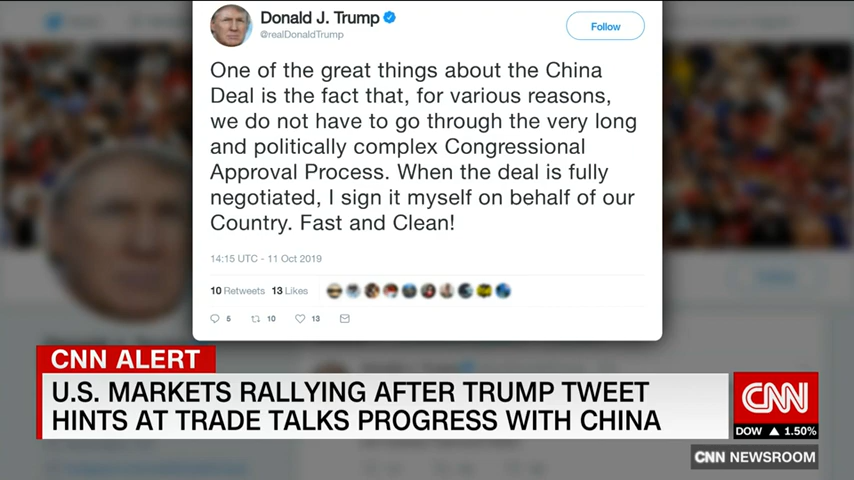 Donald J. Trump
@realDonaldTrump
Follow
One of the great things about the China
Deal is the fact that, for various reasons,
we do not have to go through the very long
and politically complex Congressional
Approval Process. When the deal is fully
negotiated, I sign it myself on behalf of our
Country. Fast and Clean!
14:15 UTC - 11 Oct 2019
10 Retweets 13 Likes
5 10 13
CNN ALERT
U.S. MARKETS RALLYING AFTER TRUMP TWEET
HINTS AT TRADE TALKS PROGRESS WITH CHINA
CNN
DOW ▲ 1.50%
CNN NEWSROOM